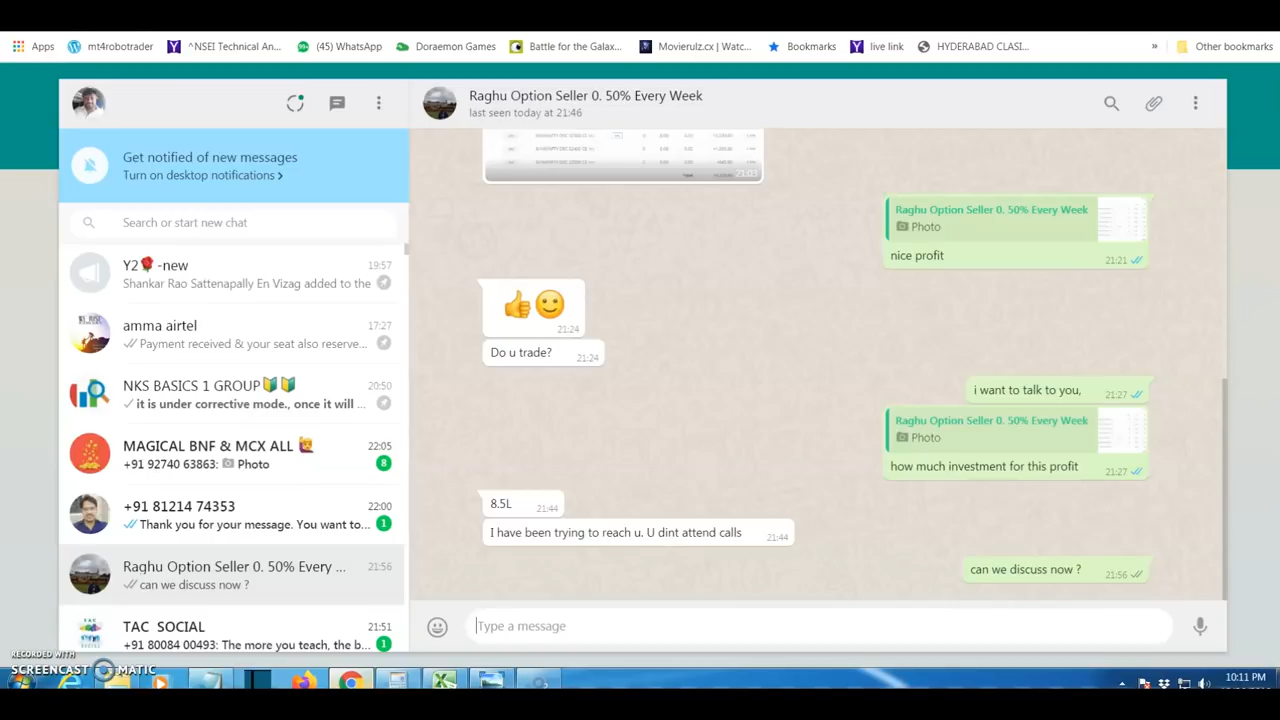 Apps
mt4robotrader
^NSEI Technical An...
(45) WhatsApp
Doraemon Games
Battle for the Galax...
Movierulz.cx | Watc...
Bookmarks
live link
HYDERABAD CLASI...
»
Other bookmarks
Get notified of new messages
Turn on desktop notifications >
Search or start new chat
Y2🌹-new
19:57
Shankar Rao Sattenapally En Vizag added to the
amma airtel
17:27
Payment received & your seat also reserve...
NKS BASICS 1 GROUP🔰🔰
20:50
it is under corrective mode., once it will ...
MAGICAL BNF & MCX ALL 🙋
22:05
+91 92740 63863: 📷 Photo
8
+91 81214 74353
22:00
Thank you for your message. You want to...
1
Raghu Option Seller 0. 50% Every ...
21:56
can we discuss now ?
TAC SOCIAL
21:51
+91 80084 00493: The more you teach, the b...
1
Raghu Option Seller 0. 50% Every Week
last seen today at 21:46
21:03
Raghu Option Seller 0. 50% Every Week
Photo
nice profit
21:21
👍🙂
21:24
Do u trade?
21:24
i want to talk to you,
21:27
Raghu Option Seller 0. 50% Every Week
Photo
how much investment for this profit
21:27
8.5L
21:44
I have been trying to reach u. U dint attend calls
21:44
can we discuss now ?
21:56
Type a message
RECORDED WITH
SCREENCAST MATIC
10:11 PM